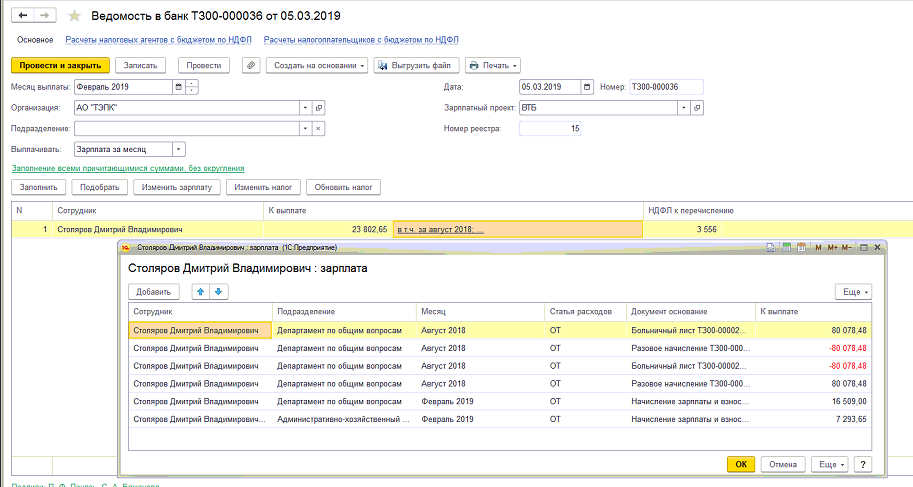 Ведомость в банк Т300-000036 от 05.03.2019
Основное Расчеты налоговых агентов с бюджетом по НДФЛ Расчеты налогоплательщиков с бюджетом по НДФЛ
Провести и закрыть Записать Провести Создать на основании Выгрузить файл Печать
Месяц выплаты: Февраль 2019 Дата: 05.03.2019 Номер: Т300-000036
Организация: АО "ТЭПК" Зарплатный проект: ВТБ
Подразделение: Номер реестра: 15
Выплачивать: Зарплата за месяц
Заполнение всеми причитающимися суммами, без округления
Заполнить Подобрать Изменить зарплату Изменить налог Обновить налог
N Сотрудник К выплате НДФЛ к перечислению
1 Столяров Дмитрий Владимирович 23 802,65 в т.ч. за август 2018: ... 3 556
Столяров Дмитрий Владимирович : зарплата (1С:Предприятие) M M+ M-
Столяров Дмитрий Владимирович : зарплата
Добавить Еще
Сотрудник Подразделение Месяц Статья расходов Документ основание К выплате
Столяров Дмитрий Владимирович Департамент по общим вопросам Август 2018 ОТ Больничный лист Т300-00002... 80 078,48
Столяров Дмитрий Владимирович Департамент по общим вопросам Август 2018 ОТ Разовое начисление Т300-000... -80 078,48
Столяров Дмитрий Владимирович Департамент по общим вопросам Август 2018 ОТ Больничный лист Т300-00002... -80 078,48
Столяров Дмитрий Владимирович Департамент по общим вопросам Август 2018 ОТ Разовое начисление Т300-000... 80 078,48
Столяров Дмитрий Владимирович Департамент по общим вопросам Февраль 2019 ОТ Начисление зарплаты и взнос... 16 509,00
Столяров Дмитрий Владимирович... Административно-хозяйственный ... Февраль 2019 ОТ Начисление зарплаты и взнос... 7 293,65
ОК Отмена Еще ?